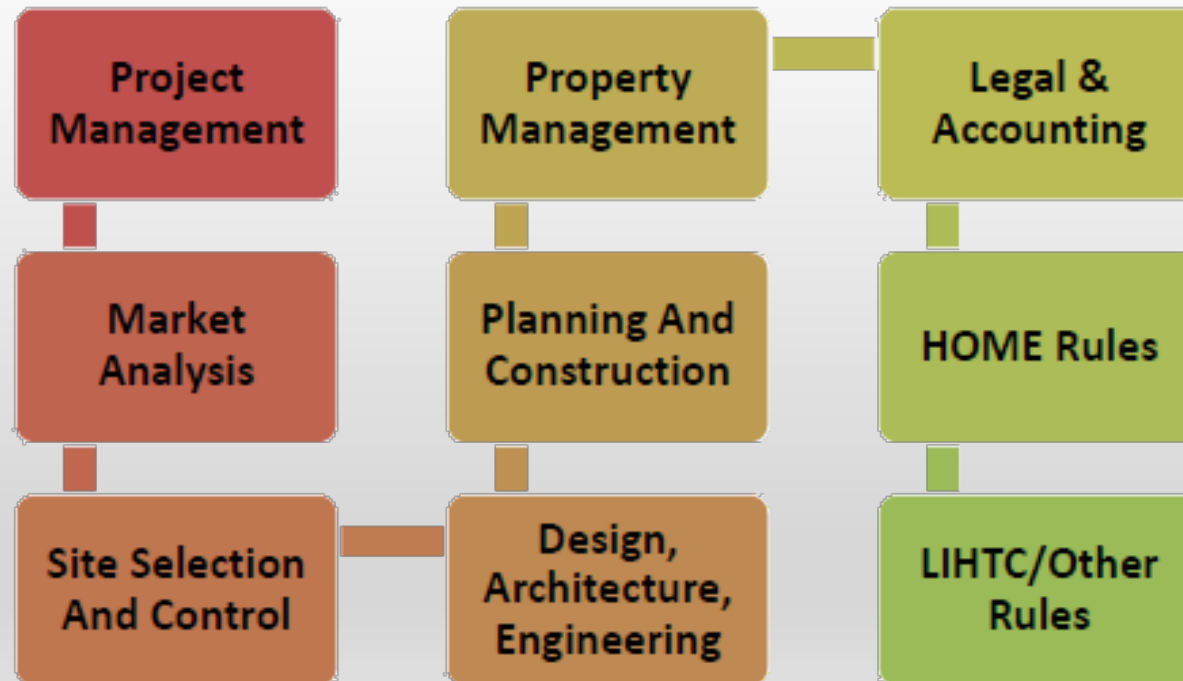 Project
Management
Market
Analysis
Site Selection
And Control
Design,
Architecture,
Engineering
Planning And
Construction
Property
Management
Legal &
Accounting
HOME Rules
LIHTC/Other
Rules